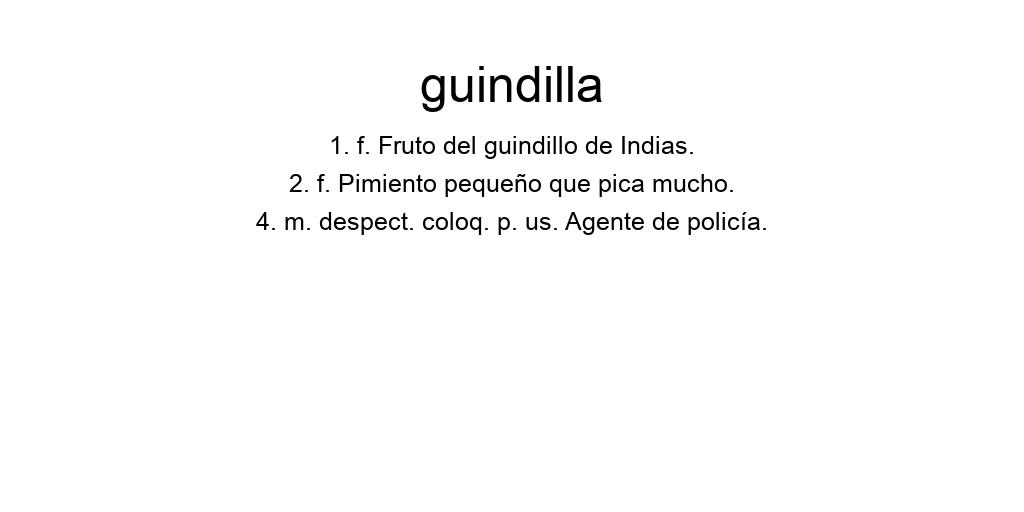 guindilla
1. f. Fruto del guindillo de Indias.
2. f. Pimiento pequeño que pica mucho.
4. m. despect. coloq. p. us. Agente de policía.